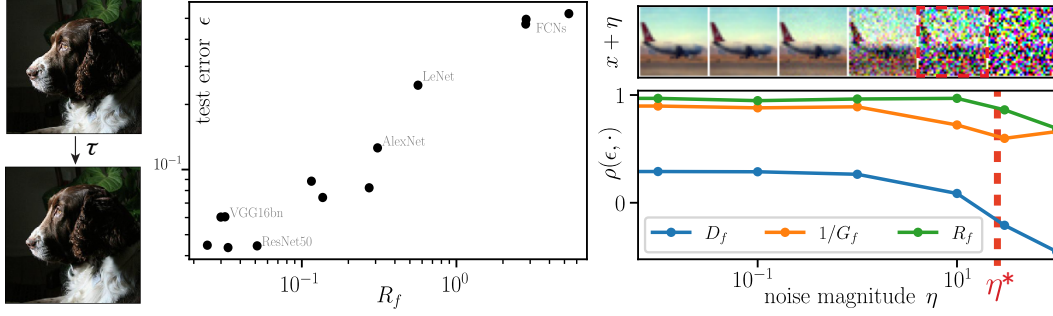 τ
test error ϵ
10⁻¹
FCNs
LeNet
AlexNet
VGG16bn
ResNet50
10⁻¹
10⁰
R_f
x + η
1
0
ρ(ϵ, ·)
D_f
1/G_f
R_f
10⁻¹
10¹
η*
noise magnitude η